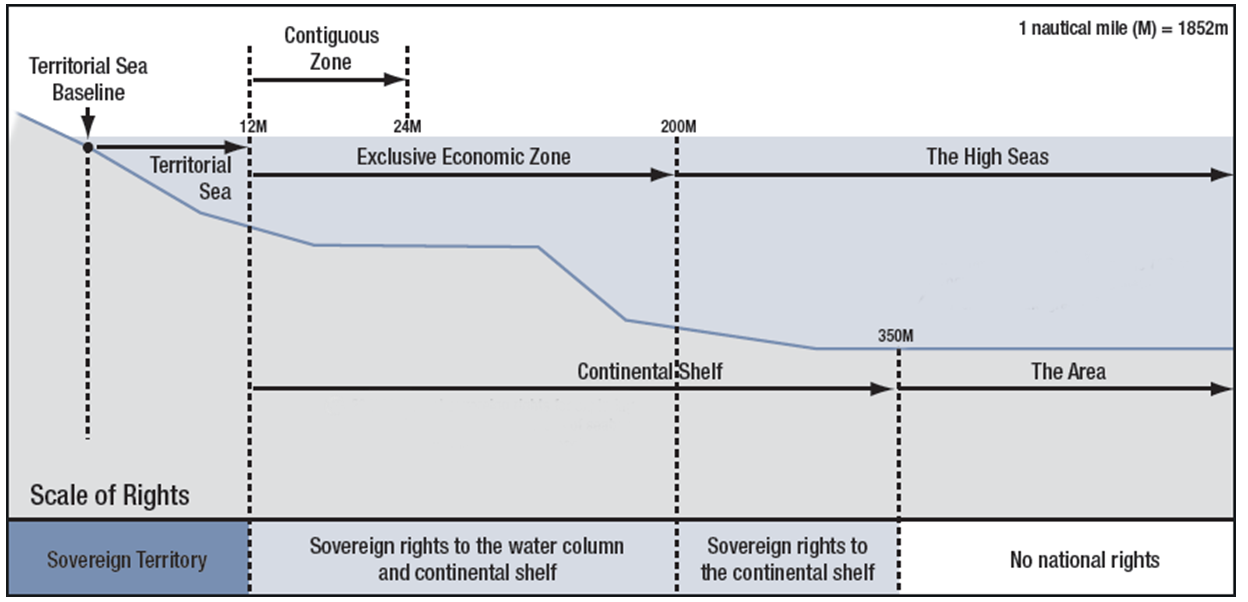 1 nautical mile (M) = 1852m
Contiguous
Zone
Territorial Sea
Baseline
12M
24M
200M
Territorial
Sea
Exclusive Economic Zone
The High Seas
350M
Continental Shelf
The Area
Scale of Rights
Sovereign Territory
Sovereign rights to the water column
and continental shelf
Sovereign rights to
the continental shelf
No national rights